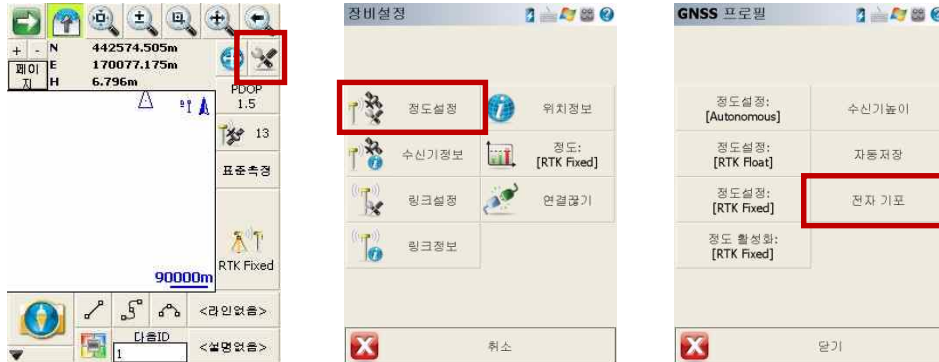 + -
페이지
N 442574.505m
E 170077.175m
H 6.796m
PDOP
1.5
13
표준측정
RTK Fixed
90000m
<라인없음>
다음ID
1
<설명없음>
장비설정
정도설정
위치정보
수신기정보
정도:
[RTK Fixed]
링크설정
연결끊기
링크정보
취소
GNSS 프로필
정도설정:
[Autonomous]
수신기높이
정도설정:
[RTK Float]
자동저장
정도설정:
[RTK Fixed]
전자 기포
정도 활성화:
[RTK Fixed]
닫기